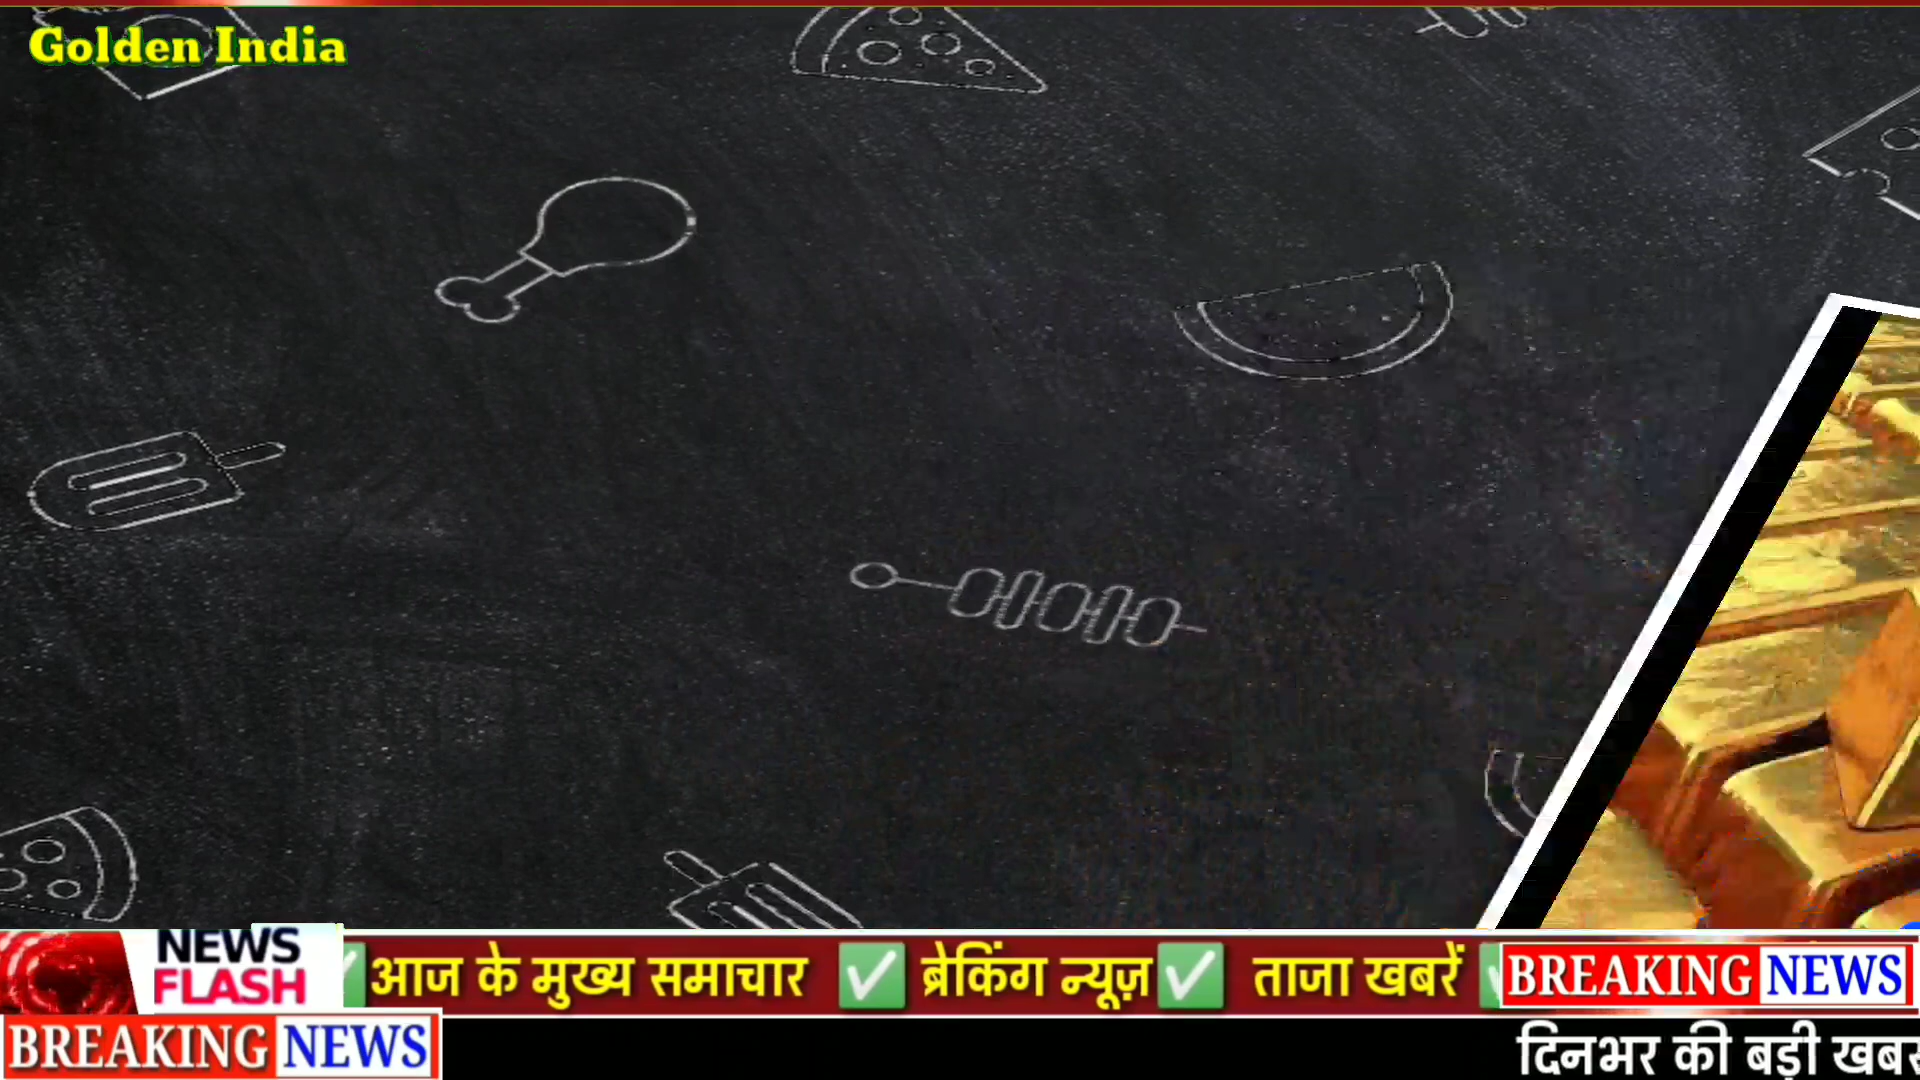 Golden India
NEWS
FLASH
आज के मुख्य समाचार ✅ ब्रेकिंग न्यूज़ ✅ ताजा खबरें
BREAKING NEWS
BREAKING NEWS
दिनभर की बड़ी